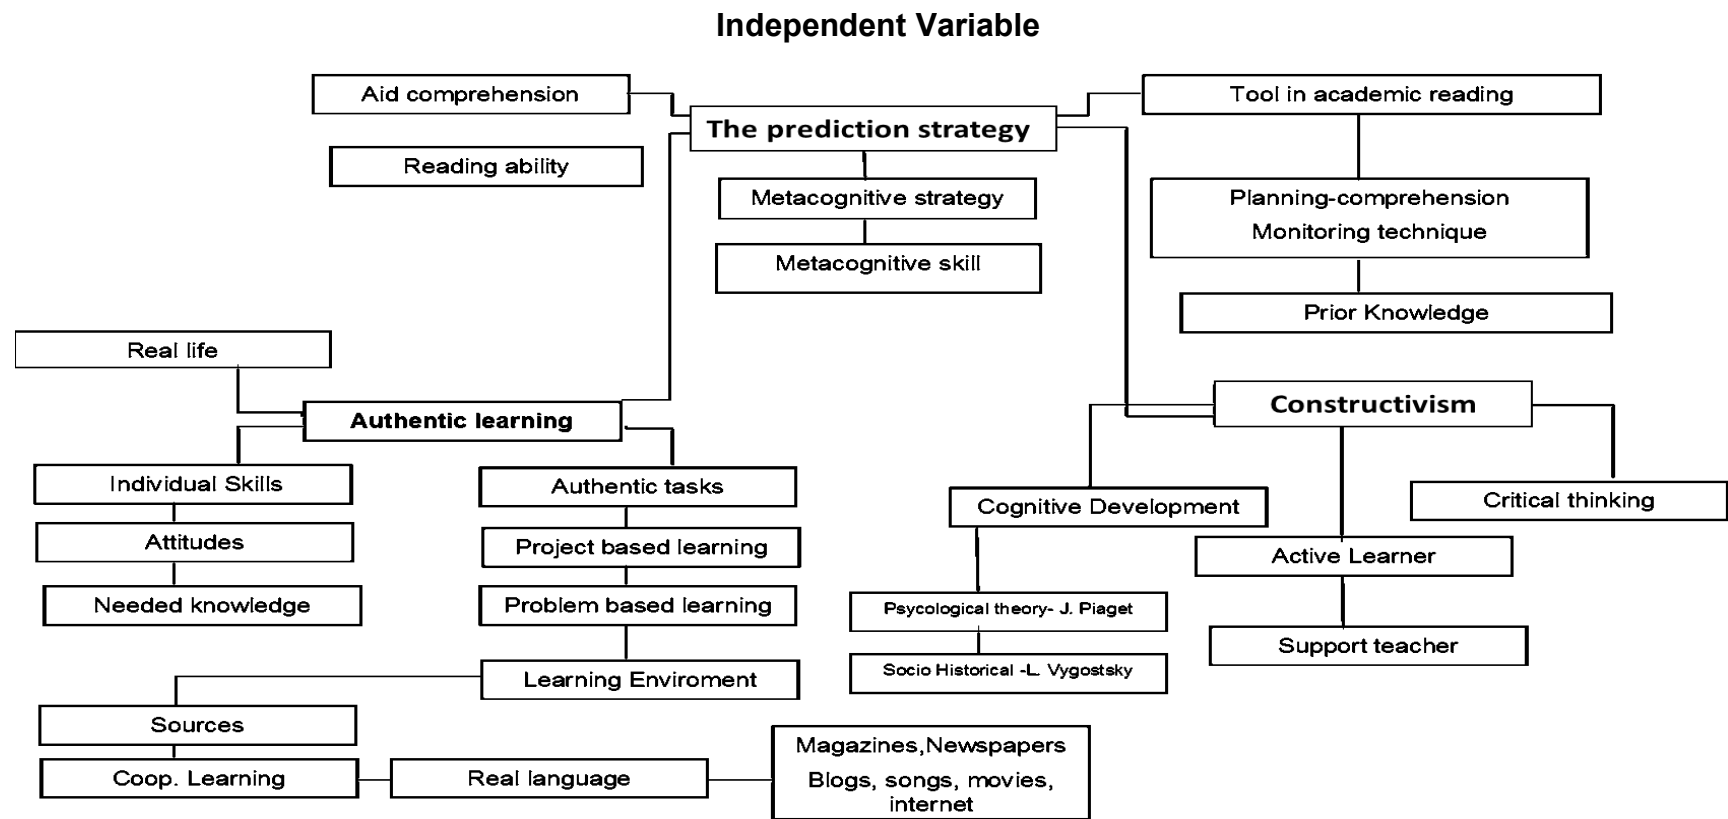 Independent Variable
Aid comprehension
Tool in academic reading
The prediction strategy
Reading ability
Metacognitive strategy
Planning-comprehension
Monitoring technique
Metacognitive skill
Prior Knowledge
Real life
Authentic learning
Constructivism
Individual Skills
Authentic tasks
Cognitive Development
Critical thinking
Attitudes
Project based learning
Active Learner
Needed knowledge
Problem based learning
Psycological theory- J. Piaget
Support teacher
Learning Enviroment
Socio Historical -L. Vygostsky
Sources
Magazines,Newspapers
Blogs, songs, movies,
internet
Coop. Learning
Real language